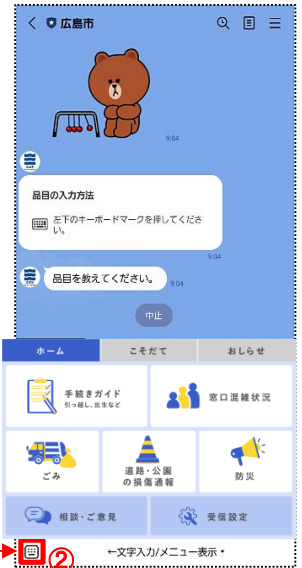 広島市
9:04
品目の入力方法
左下のキーボードマークを押してくださ
い。
9:04
品目を教えてください。
9:04
中止
ホーム
こそだて
おしらせ
手続きガイド
引っ越し、出生など
窓口混雑状況
ごみ
道路・公園
の損傷通報
防災
相談・ご意見
受信設定
②
←文字入力/メニュー表示▼